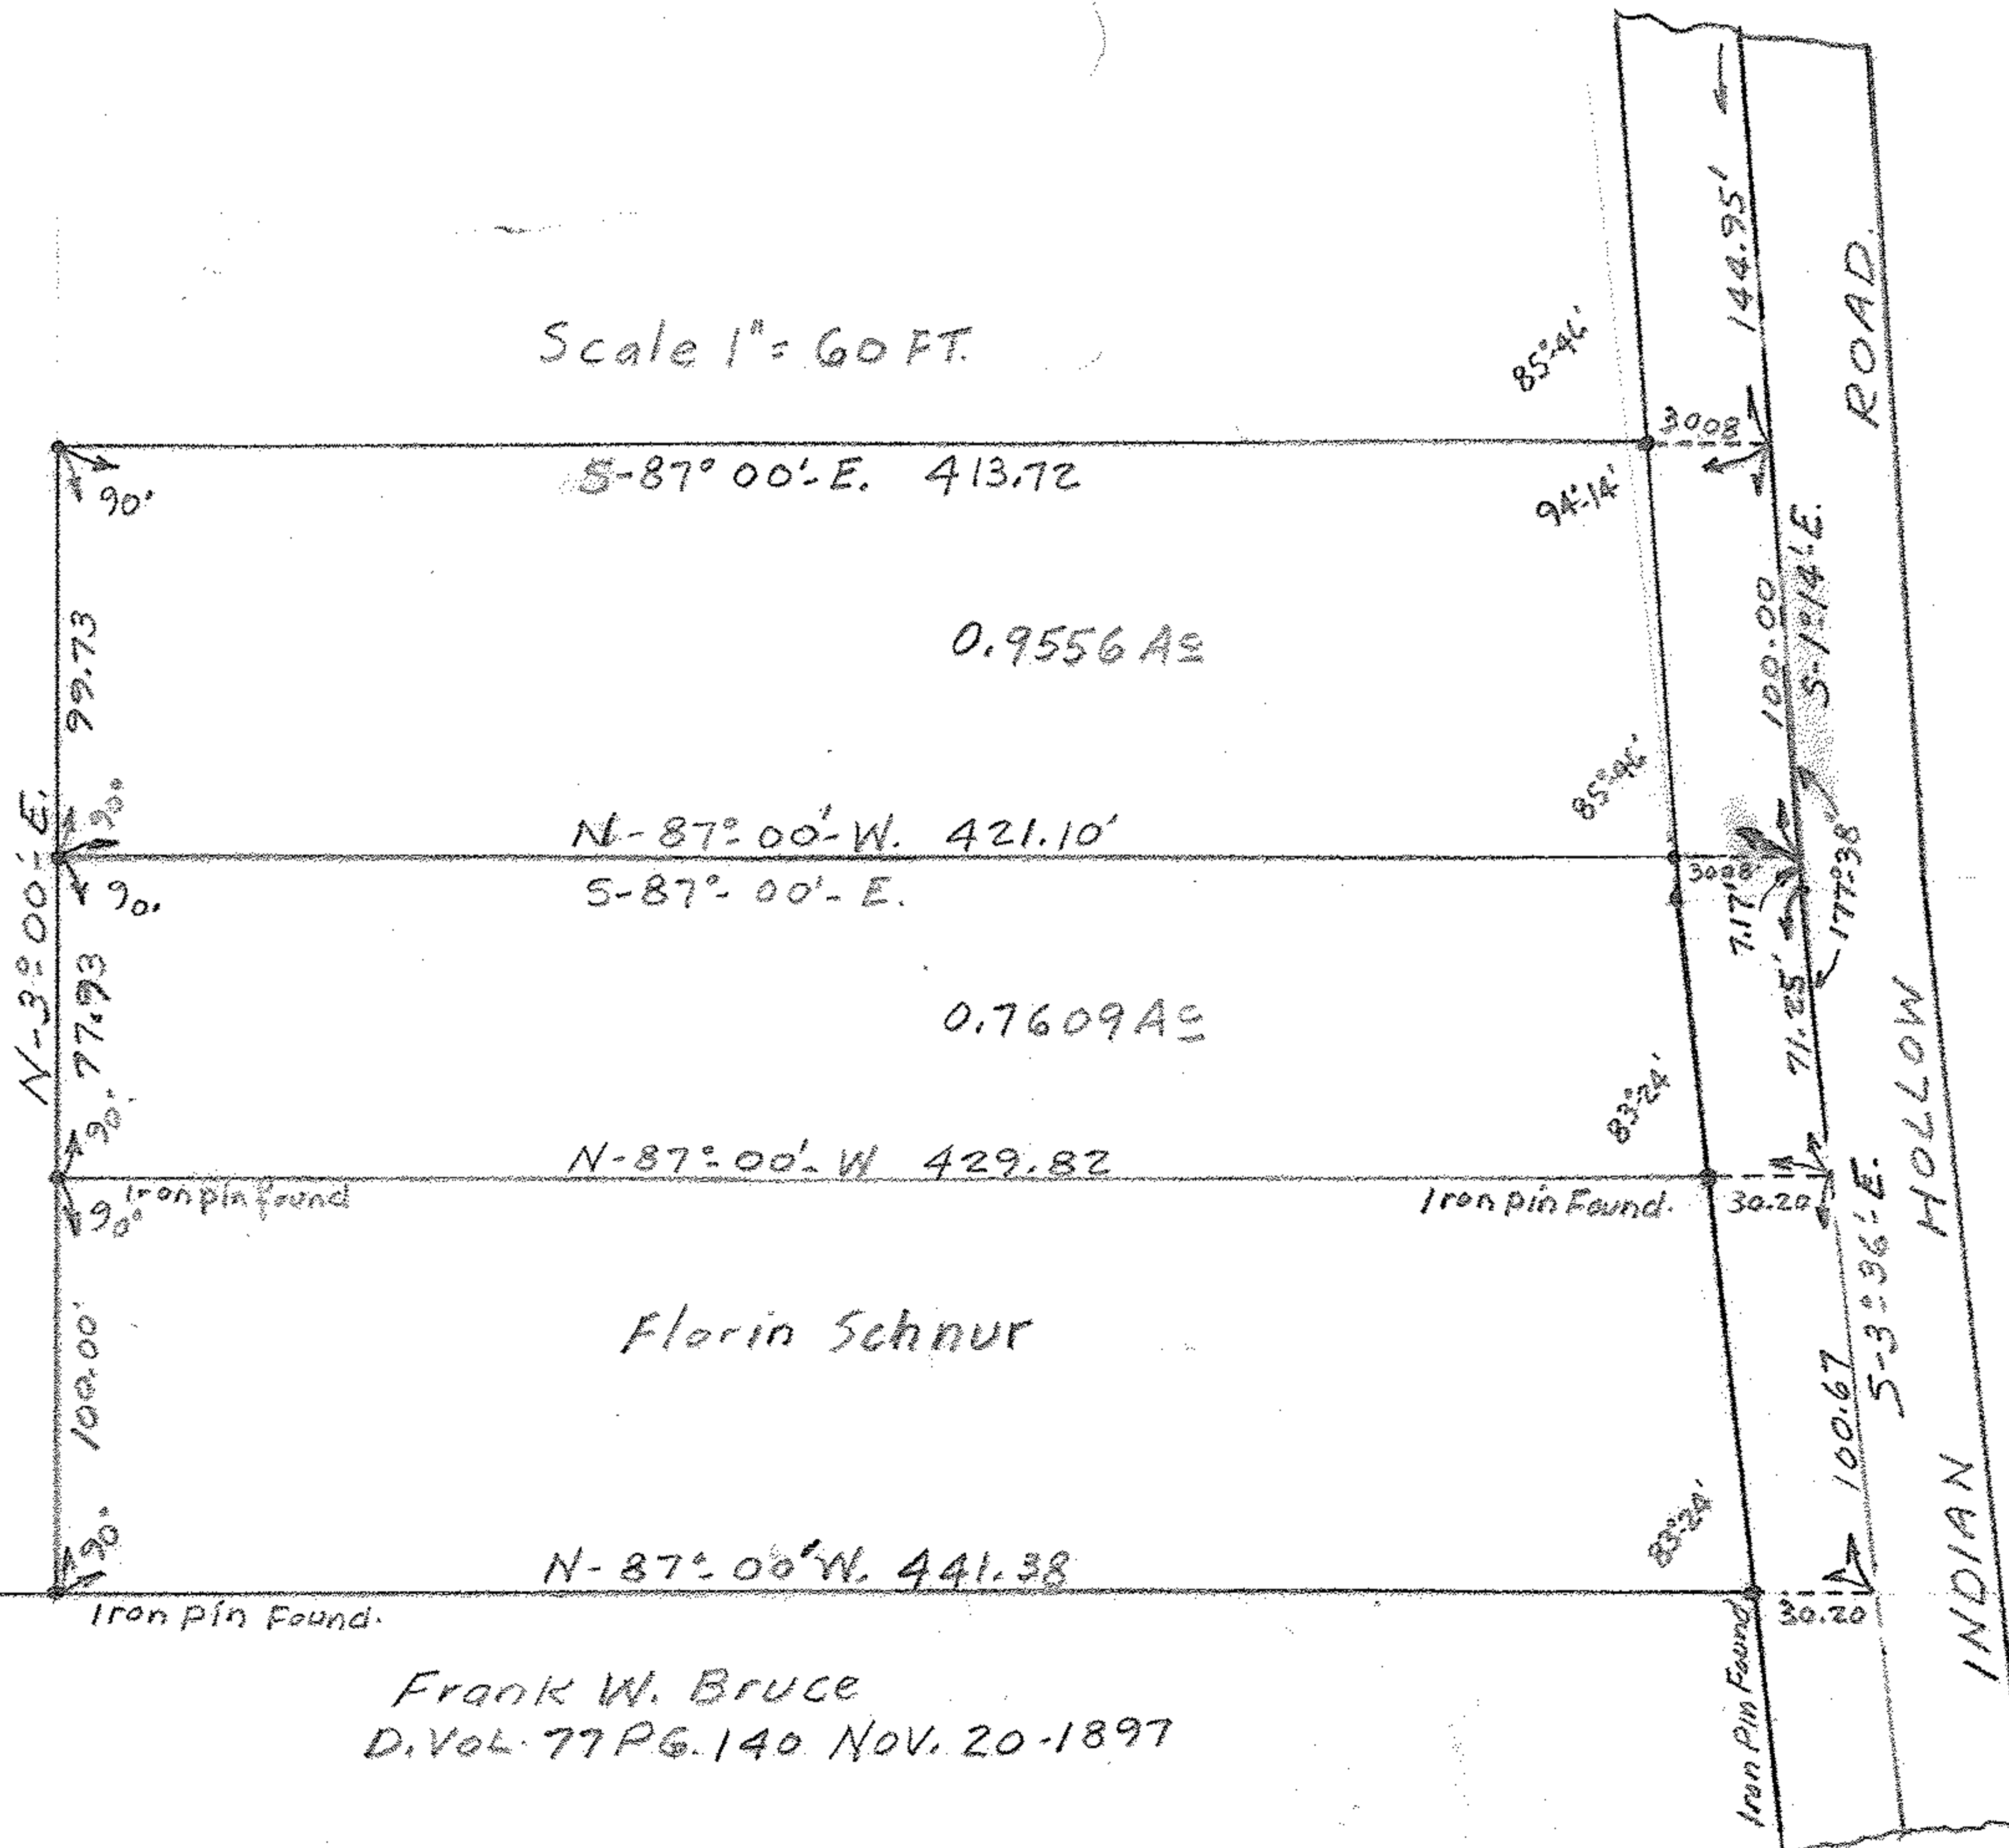 144.95'
ROAD.
Scale 1" = 60 FT.
85°-46'
30.08
S-87° 00'-E. 413.72
90°
94°-14'
S-1°-14'-E.
100.00
99.73
0.9556 Ac
85°-46'
90°
N-87°-00'-W. 421.10'
S-87°-00'-E.
30.08
7.17'
177°-38'
90.
N-3°-00'-E.
77.93
0.7609 Ac
71.25'
HOLLOW
83°-24'
90°
N-87°-00'-W 429.82
Iron pin found
Iron pin Found.
30.20
90°
S-3°-36'-E.
Florin Schnur
100.00'
100.67
INDIAN
83°-24'
90°
N-87°-00' W. 441.38
Iron pin Found.
30.20
Iron Pin Found
Frank W. Bruce
D. VOL. 77 PG. 140 NOV. 20-1897